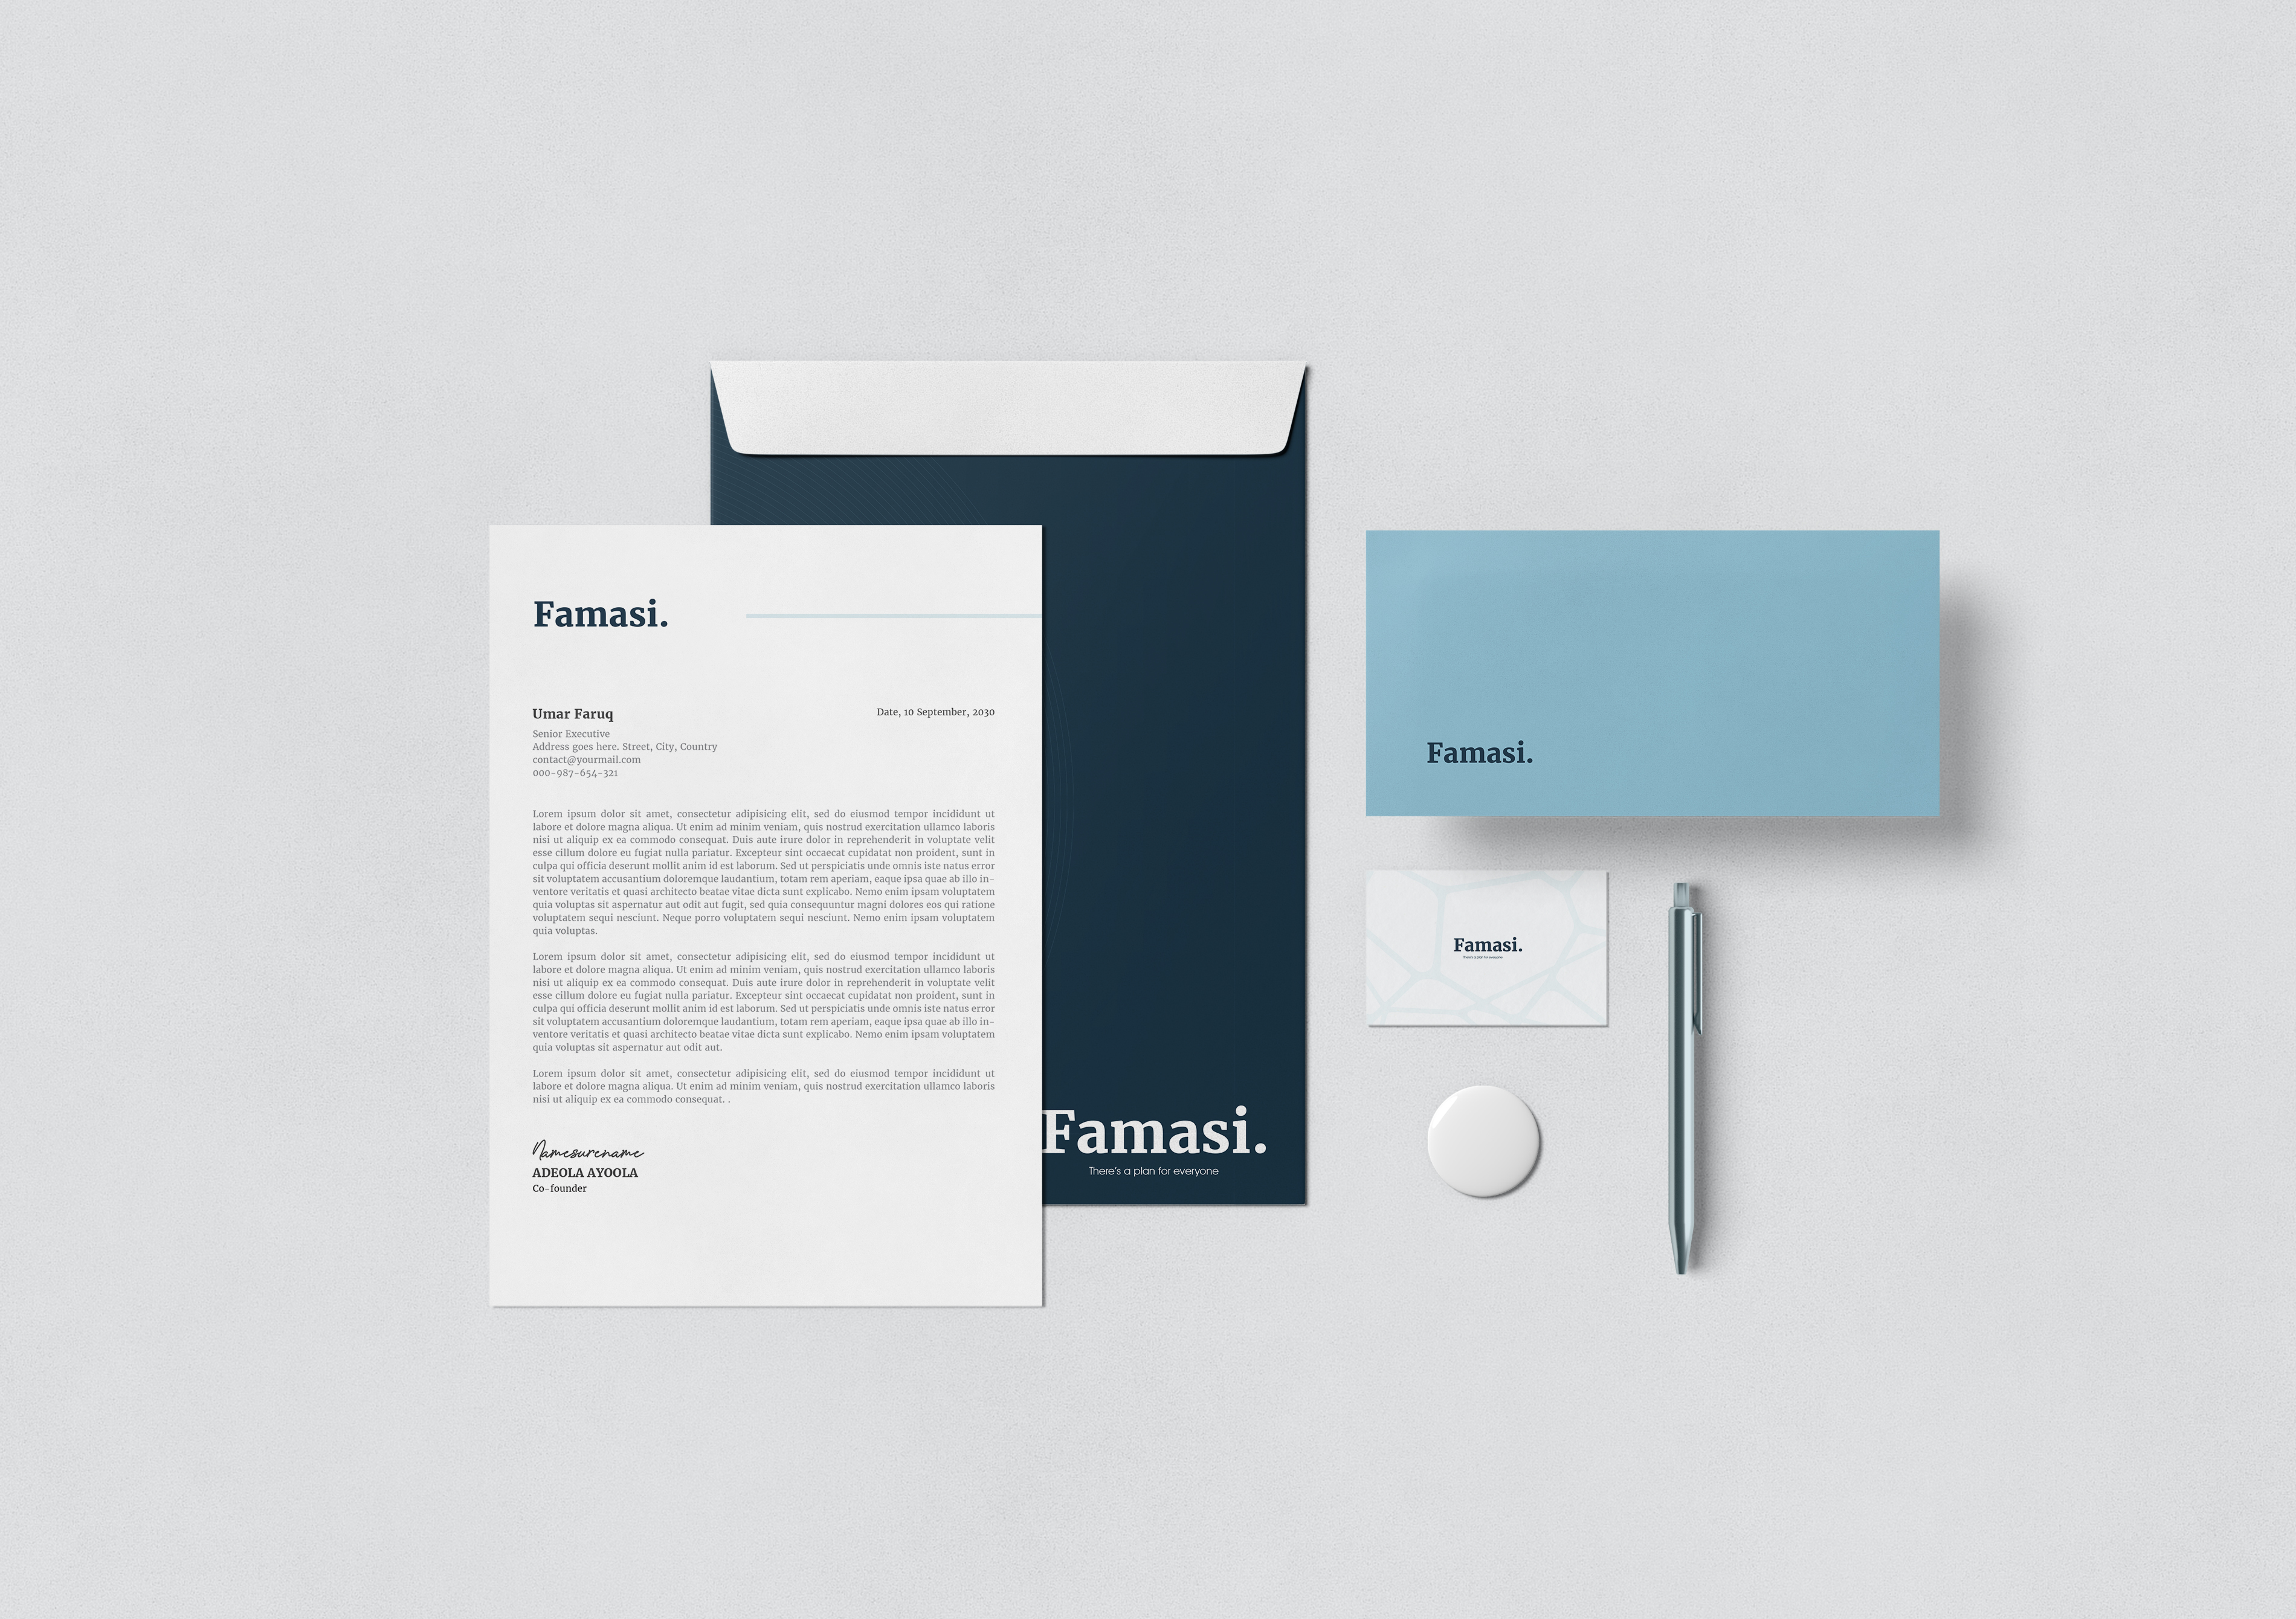 Famasi.
Umar Faruq
Date, 10 September, 2030
Senior Executive
Address goes here. Street, City, Country
contact@yourmail.com
000-987-654-321
Lorem ipsum dolor sit amet, consectetur adipisicing elit, sed do eiusmod tempor incididunt ut
labore et dolore magna aliqua. Ut enim ad minim veniam, quis nostrud exercitation ullamco laboris
nisi ut aliquip ex ea commodo consequat. Duis aute irure dolor in reprehenderit in voluptate velit
esse cillum dolore eu fugiat nulla pariatur. Excepteur sint occaecat cupidatat non proident, sunt in
culpa qui officia deserunt mollit anim id est laborum. Sed ut perspiciatis unde omnis iste natus error
sit voluptatem accusantium doloremque laudantium, totam rem aperiam, eaque ipsa quae ab illo in-
ventore veritatis et quasi architecto beatae vitae dicta sunt explicabo. Nemo enim ipsam voluptatem
quia voluptas sit aspernatur aut odit aut fugit, sed quia consequuntur magni dolores eos qui ratione
voluptatem sequi nesciunt. Neque porro voluptatem sequi nesciunt. Nemo enim ipsam voluptatem
quia voluptas.
Lorem ipsum dolor sit amet, consectetur adipisicing elit, sed do eiusmod tempor incididunt ut
labore et dolore magna aliqua. Ut enim ad minim veniam, quis nostrud exercitation ullamco laboris
nisi ut aliquip ex ea commodo consequat. Duis aute irure dolor in reprehenderit in voluptate velit
esse cillum dolore eu fugiat nulla pariatur. Excepteur sint occaecat cupidatat non proident, sunt in
culpa qui officia deserunt mollit anim id est laborum. Sed ut perspiciatis unde omnis iste natus error
sit voluptatem accusantium doloremque laudantium, totam rem aperiam, eaque ipsa quae ab illo in-
ventore veritatis et quasi architecto beatae vitae dicta sunt explicabo. Nemo enim ipsam voluptatem
quia voluptas sit aspernatur aut odit aut.
Lorem ipsum dolor sit amet, consectetur adipisicing elit, sed do eiusmod tempor incididunt ut
labore et dolore magna aliqua. Ut enim ad minim veniam, quis nostrud exercitation ullamco laboris
nisi ut aliquip ex ea commodo consequat. .
Namesurename
ADEOLA AYOOLA
Co-founder
Famasi.
There's a plan for everyone
Famasi.
Famasi.
There's a plan for everyone